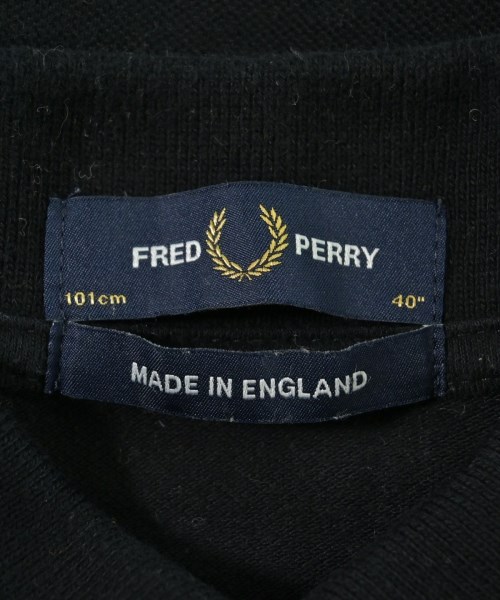 FRED PERRY
101cm 40"
MADE IN ENGLAND